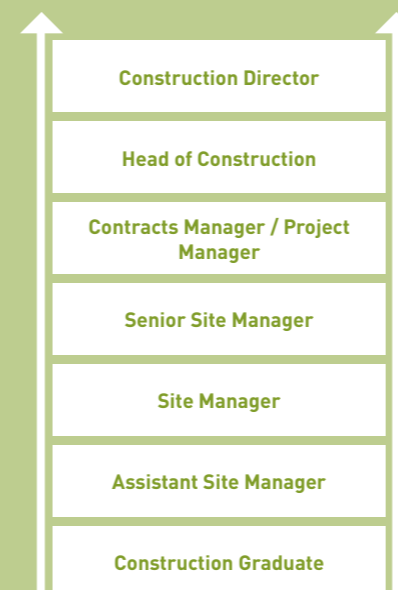 Construction Director
Head of Construction
Contracts Manager / Project
Manager
Senior Site Manager
Site Manager
Assistant Site Manager
Construction Graduate